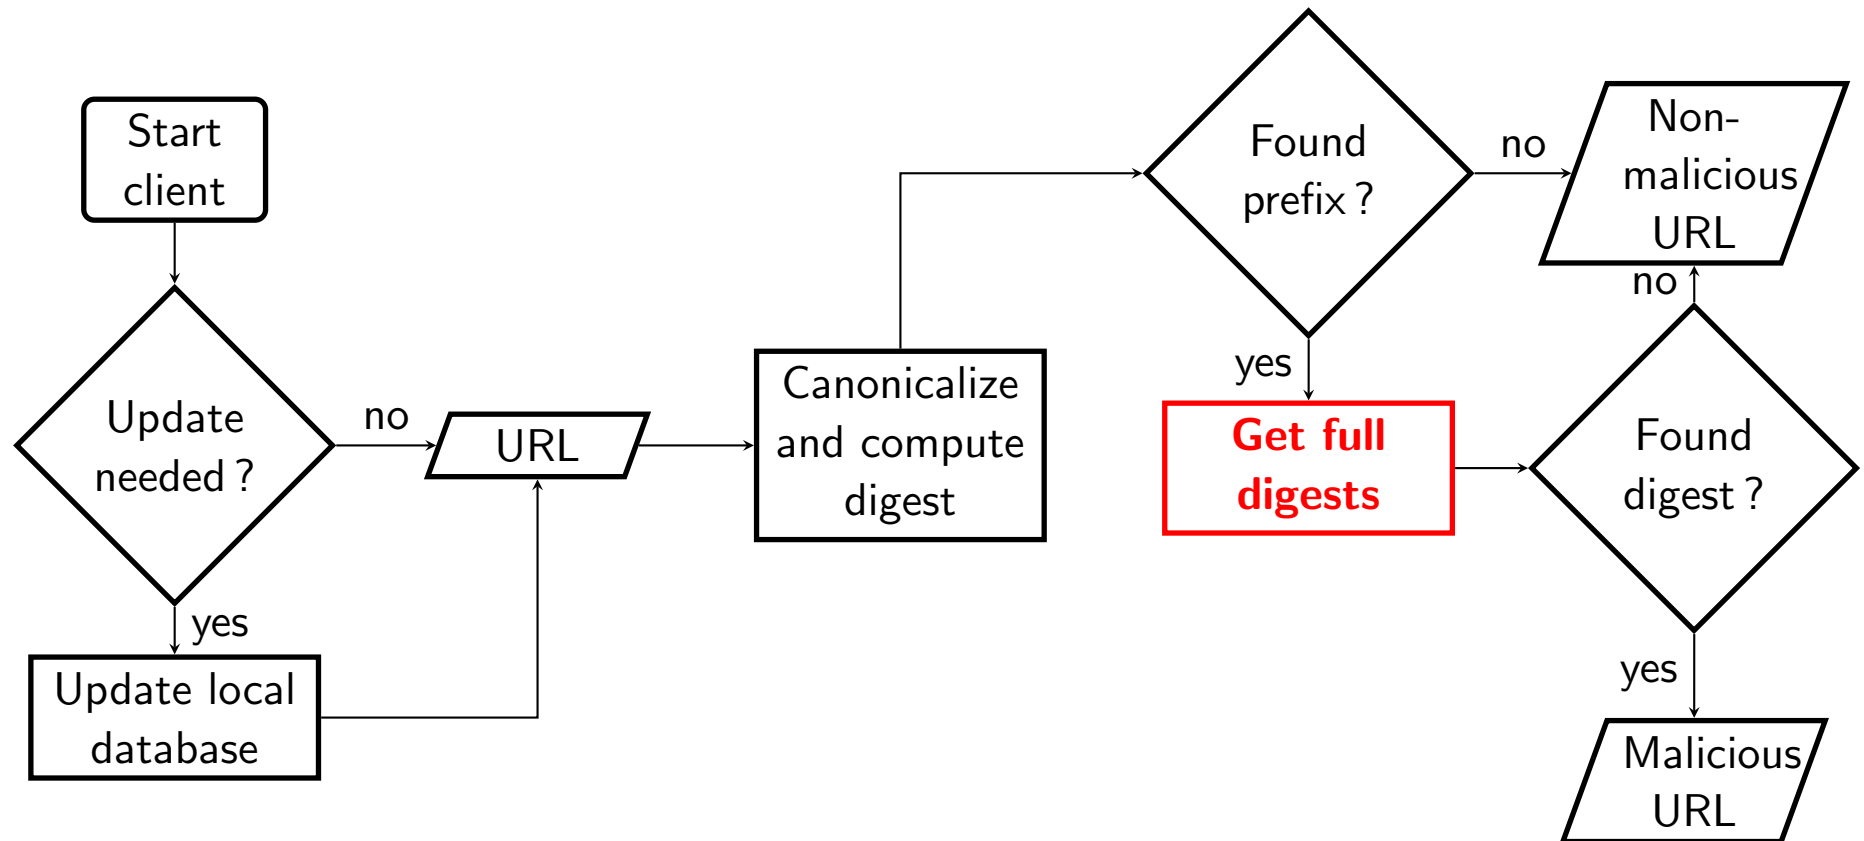 Start
client
Update
needed ?
no
yes
Update local
database
URL
Canonicalize
and compute
digest
Found
prefix ?
no
yes
Non-
malicious
URL
Get full
digests
Found
digest ?
no
yes
Malicious
URL